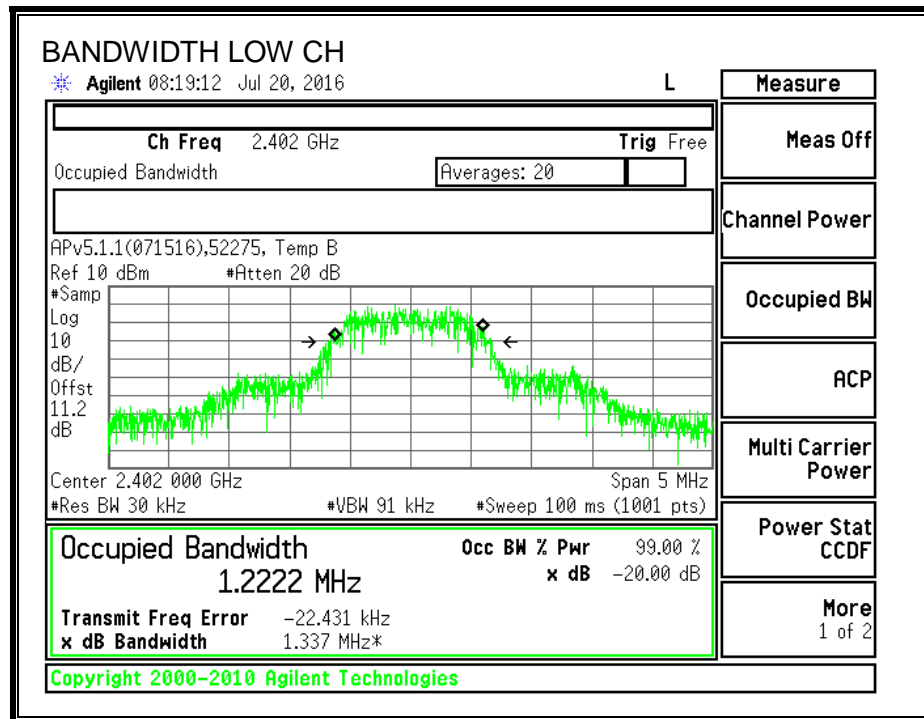 BANDWIDTH LOW CH
Agilent 08:19:12 Jul 20, 2016 L
Measure
Ch Freq 2.402 GHz Trig Free
Occupied Bandwidth Averages: 20
APv5.1.1(071516),52275, Temp B
Ref 10 dBm #Atten 20 dB
#Samp
Log
10
dB/
Offst
11.2
dB
Center 2.402 000 GHz Span 5 MHz
#Res BW 30 kHz #VBW 91 kHz #Sweep 100 ms (1001 pts)
Occupied Bandwidth Occ BW % Pwr 99.00 %
1.2222 MHz x dB -20.00 dB
Transmit Freq Error -22.431 kHz
x dB Bandwidth 1.337 MHz*
Meas Off
Channel Power
Occupied BW
ACP
Multi Carrier
Power
Power Stat
CCDF
More
1 of 2
Copyright 2000-2010 Agilent Technologies